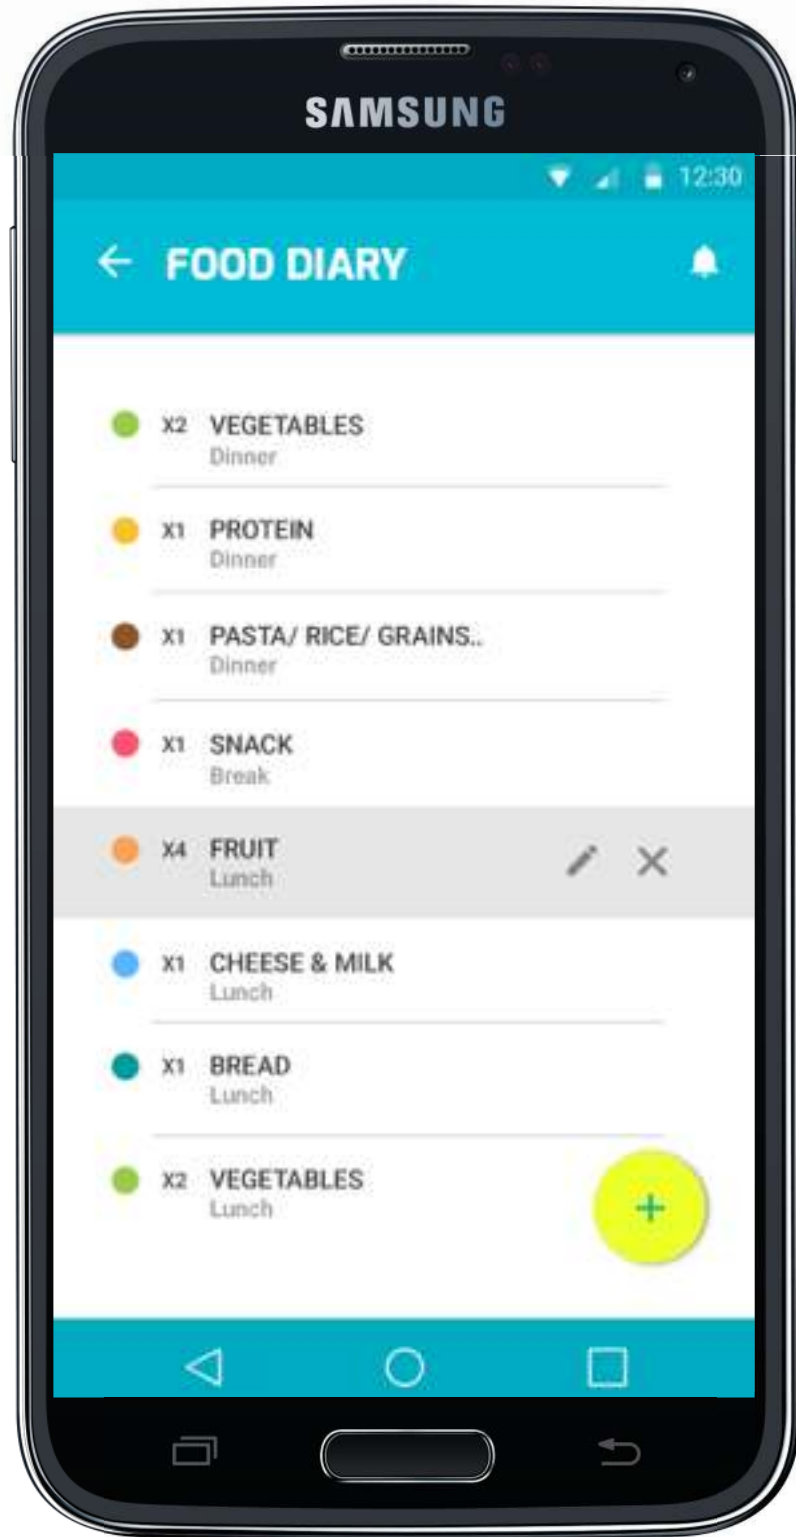 SAMSUNG
12:30
FOOD DIARY
X2 VEGETABLES
Dinner
X1 PROTEIN
Dinner
X1 PASTA/ RICE/ GRAINS..
Dinner
X1 SNACK
Break
X4 FRUIT
Lunch
X1 CHEESE & MILK
Lunch
X1 BREAD
Lunch
X2 VEGETABLES
Lunch